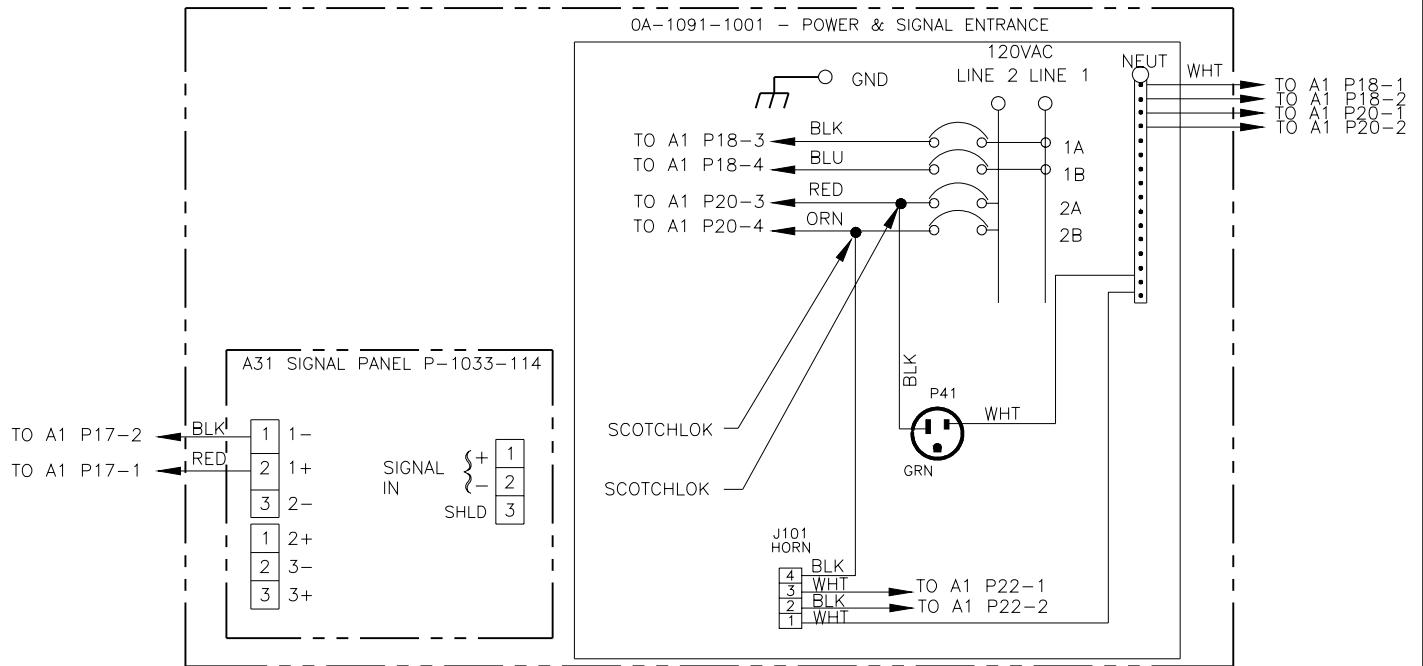 0A-1091-1001 - POWER & SIGNAL ENTRANCE
120VAC
LINE 2 LINE 1
NEUT
GND
WHT
TO A1 P18-1
TO A1 P18-2
TO A1 P20-1
TO A1 P20-2
TO A1 P18-3
BLK
1A
TO A1 P18-4
BLU
1B
TO A1 P20-3
RED
2A
TO A1 P20-4
ORN
2B
A31 SIGNAL PANEL P-1033-114
TO A1 P17-2
BLK
1 1-
TO A1 P17-1
RED
2 1+
3 2-
1 2+
2 3-
3 3+
SIGNAL
IN
+ 1
- 2
SHLD 3
SCOTCHLOK
SCOTCHLOK
BLK
P41
WHT
GRN
J101
HORN
4 BLK
3 WHT TO A1 P22-1
2 BLK TO A1 P22-2
1 WHT